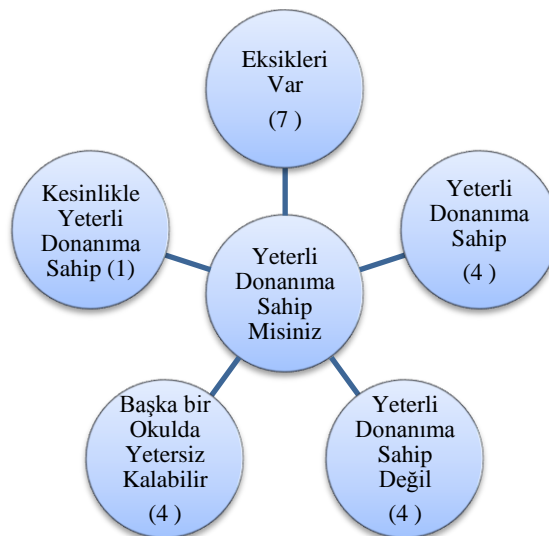 Eksikleri
Var
(7 )
Kesinlikle
Yeterli
Donanıma
Sahip (1)
Yeterli
Donanıma
Sahip
(4 )
Yeterli
Donanıma
Sahip
Misiniz
Başka bir
Okulda
Yetersiz
Kalabilir
(4 )
Yeterli
Donanıma
Sahip
Değil
(4 )